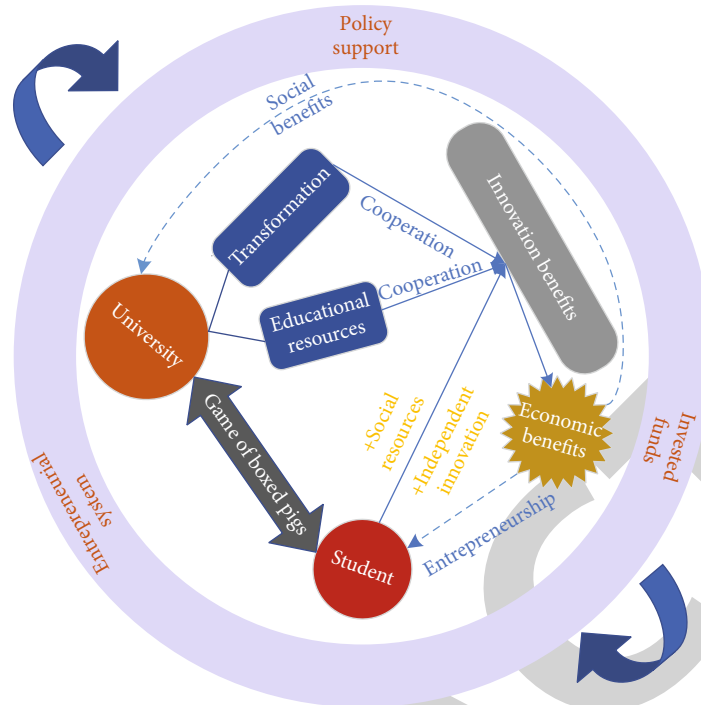 Policy
support
Social
benefits
Transformation
Cooperation
Innovation benefits
Cooperation
University
Educational
resources
Game of boxed pigs
+Social
resources
+Independent
innovation
Economic
benefits
Invested
funds
Entrepreneurial
system
Entrepreneurship
Student